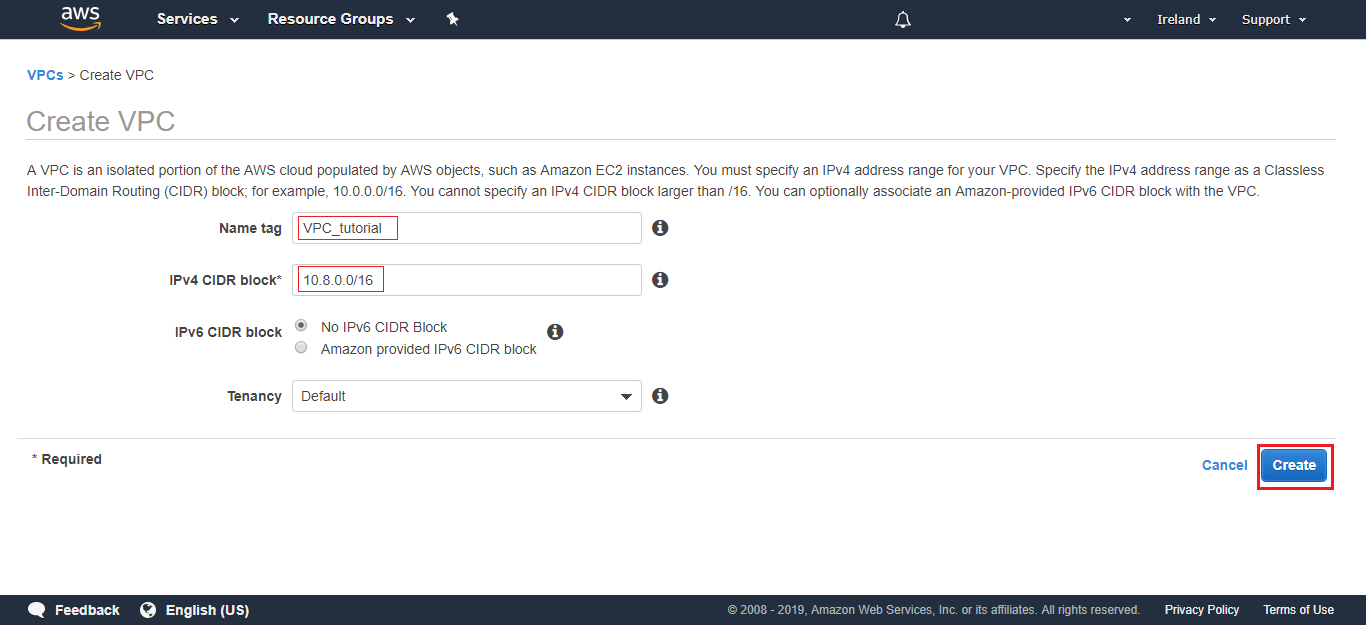 aws Services Resource Groups Ireland Support
VPCs > Create VPC
Create VPC
A VPC is an isolated portion of the AWS cloud populated by AWS objects, such as Amazon EC2 instances. You must specify an IPv4 address range for your VPC. Specify the IPv4 address range as a Classless
Inter-Domain Routing (CIDR) block; for example, 10.0.0.0/16. You cannot specify an IPv4 CIDR block larger than /16. You can optionally associate an Amazon-provided IPv6 CIDR block with the VPC.
Name tag VPC_tutorial
IPv4 CIDR block* 10.8.0.0/16
IPv6 CIDR block No IPv6 CIDR Block
Amazon provided IPv6 CIDR block
Tenancy Default
* Required
Cancel Create
Feedback English (US) © 2008 - 2019, Amazon Web Services, Inc. or its affiliates. All rights reserved. Privacy Policy Terms of Use